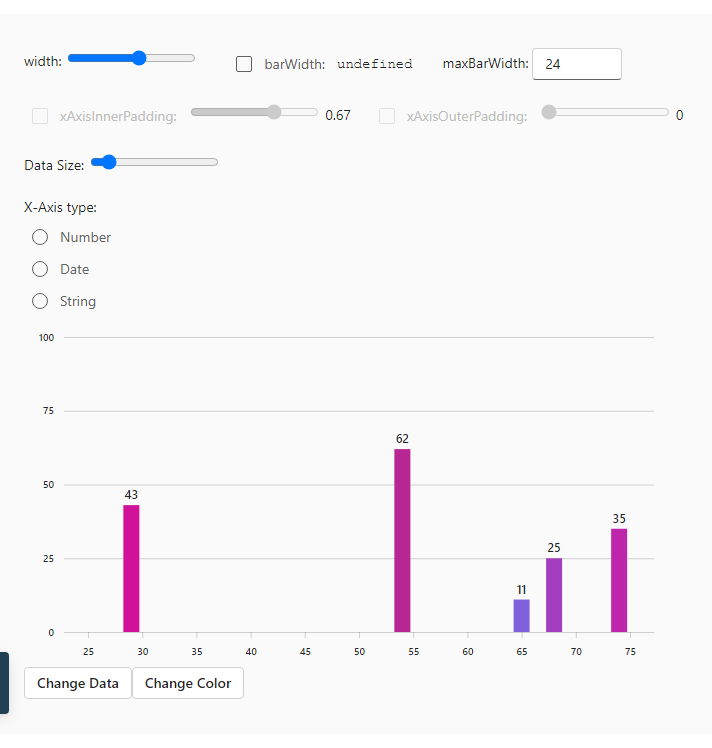 width: barWidth: undefined maxBarWidth: 24
xAxisInnerPadding: 0.67 xAxisOuterPadding: 0
Data Size:
X-Axis type:
Number
Date
String
100
75
62
50
43
35
25
25
11
0
25 30 35 40 45 50 55 60 65 70 75
Change Data Change Color